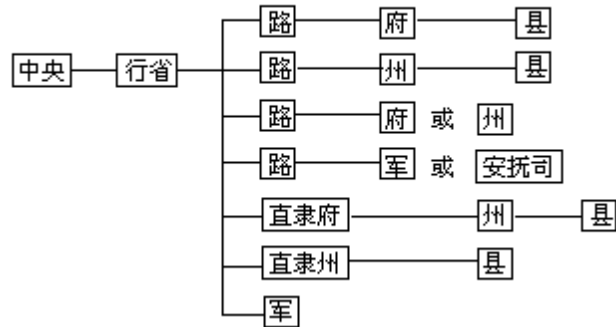 路 府 县
中央 行省 路 州 县
路 府 或 州
路 军 或 安抚司
直隶府 州 县
直隶州 县
军